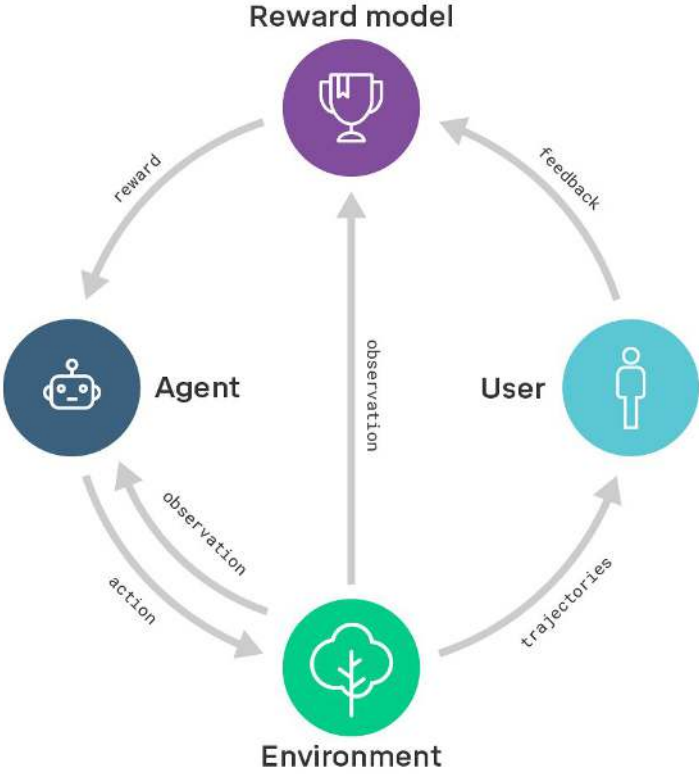 Reward model
reward
feedback
observation
Agent
User
observation
action
trajectories
Environment